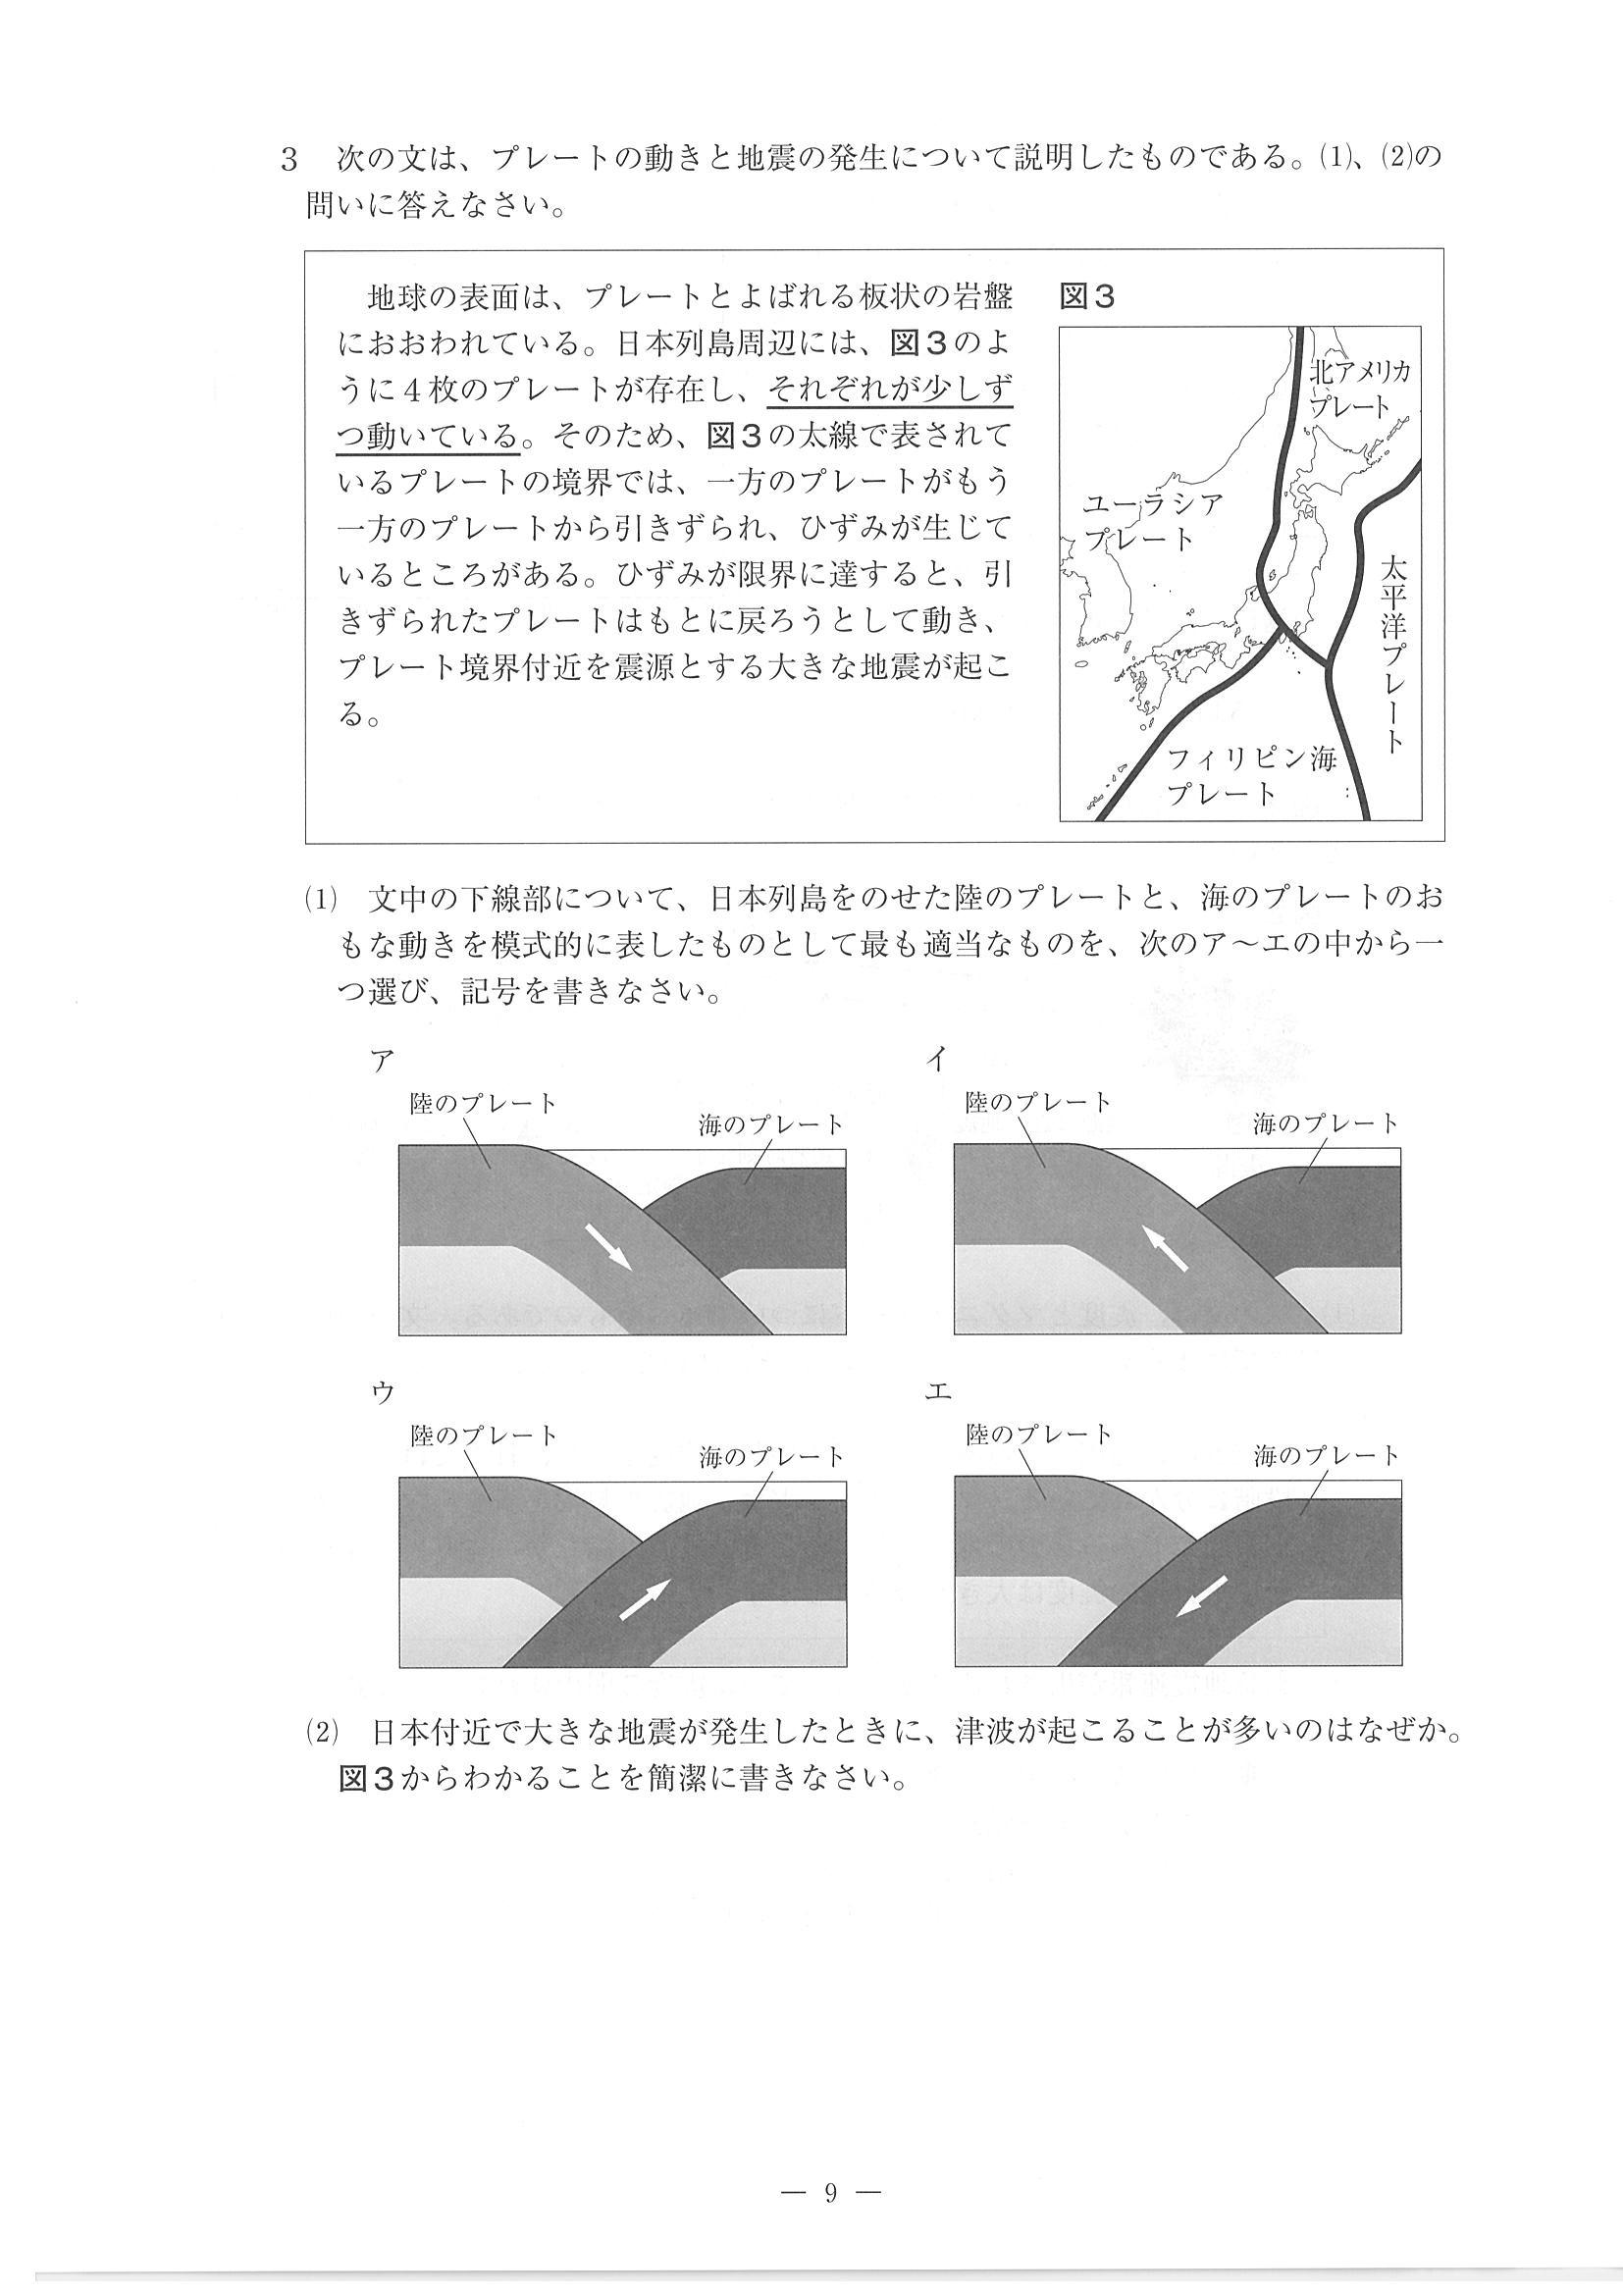 3　次の文は、プレートの動きと地震の発生について説明したものである。⑴、⑵の
問いに答えなさい。
地球の表面は、プレートとよばれる板状の岩盤
におおわれている。日本列島周辺には、図3のよ
うに4枚のプレートが存在し、それぞれが少しず
つ動いている。そのため、図3の太線で表されて
いるプレートの境界では、一方のプレートがもう
一方のプレートから引きずられ、ひずみが生じて
いるところがある。ひずみが限界に達すると、引
きずられたプレートはもとに戻ろうとして動き、
プレート境界付近を震源とする大きな地震が起こ
る。
図3
北アメリカ
プレート
ユーラシア
プレート
太平洋プレート
フィリピン海
プレート
⑴　文中の下線部について、日本列島をのせた陸のプレートと、海のプレートのお
もな動きを模式的に表したものとして最も適当なものを、次のア～エの中から一
つ選び、記号を書きなさい。
ア
陸のプレート
海のプレート
イ
陸のプレート
海のプレート
ウ
陸のプレート
海のプレート
エ
陸のプレート
海のプレート
⑵　日本付近で大きな地震が発生したときに、津波が起こることが多いのはなぜか。
図3からわかることを簡潔に書きなさい。
― 9 ―